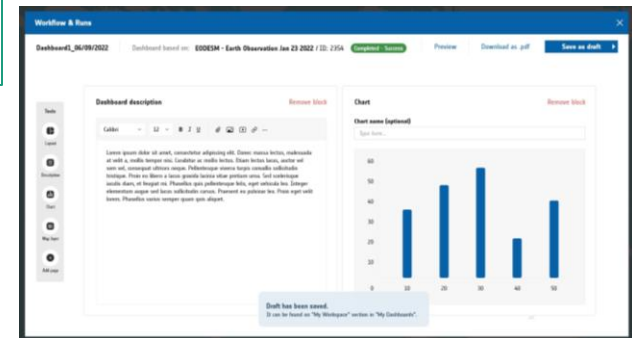 Workflow & Runs
Dashboard1_06/09/2022
Dashboard based on: EODESM - Earth Observation Jan 23 2022 / ID: 2354
Completed - Success
Preview
Download as .pdf
Save as draft
Tools
Layout
Description
Chart
Map layer
Add page
Dashboard description
Remove block
Calibri
12
B I U
Lorem ipsum dolor sit amet, consectetur adipiscing elit. Donec massa lectus, malesuada
at velit a, mollis tempor nisi. Curabitur ac mollis lectus. Etiam lectus lacus, auctor vel
sem vel, consequat ultrices neque. Pellentesque viverra turpis convallis sollicitudin
tristique. Proin eu libero a lacus gravida lacinia vitae pretium urna. Sed scelerisque
iaculis diam, et feugiat mi. Phasellus quis pellentesque felis, eget vehicula leo. Integer
elementum augue sed lacus sollicitudin cursus. Praesent eu pulvinar leo. Proin eget velit
lorem. Phasellus varius semper quam quis aliquet.
Chart
Remove block
Chart name (optional)
Type here...
60
50
40
30
20
10
0 10 20 30 40 50
Draft has been saved.
It can be found on "My Workspace" section in "My Dashboards".